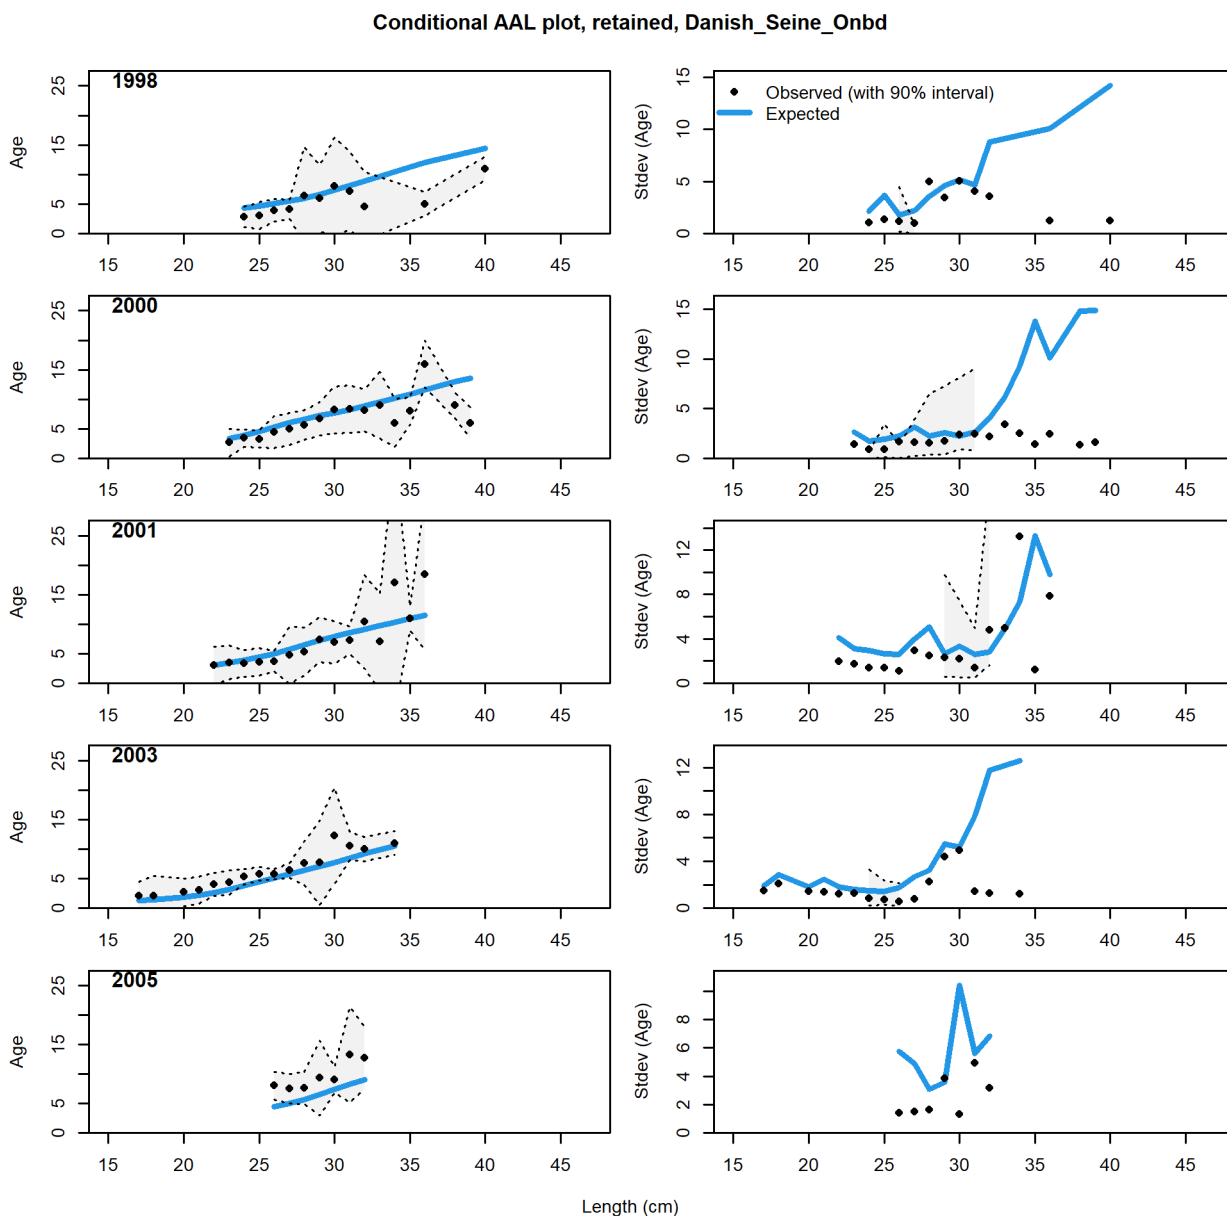 Conditional AAL plot, retained, Danish_Seine_Onbd
1998
Age
0 5 15 25
15 20 25 30 35 40 45
Observed (with 90% interval)
Expected
Stdev (Age)
0 5 10 15
15 20 25 30 35 40 45
2000
Age
0 5 15 25
15 20 25 30 35 40 45
Stdev (Age)
0 5 10 15
15 20 25 30 35 40 45
2001
Age
0 5 15 25
15 20 25 30 35 40 45
Stdev (Age)
0 4 8 12
15 20 25 30 35 40 45
2003
Age
0 5 15 25
15 20 25 30 35 40 45
Stdev (Age)
0 4 8 12
15 20 25 30 35 40 45
2005
Age
0 5 15 25
15 20 25 30 35 40 45
Stdev (Age)
0 2 4 6 8
15 20 25 30 35 40 45
Length (cm)